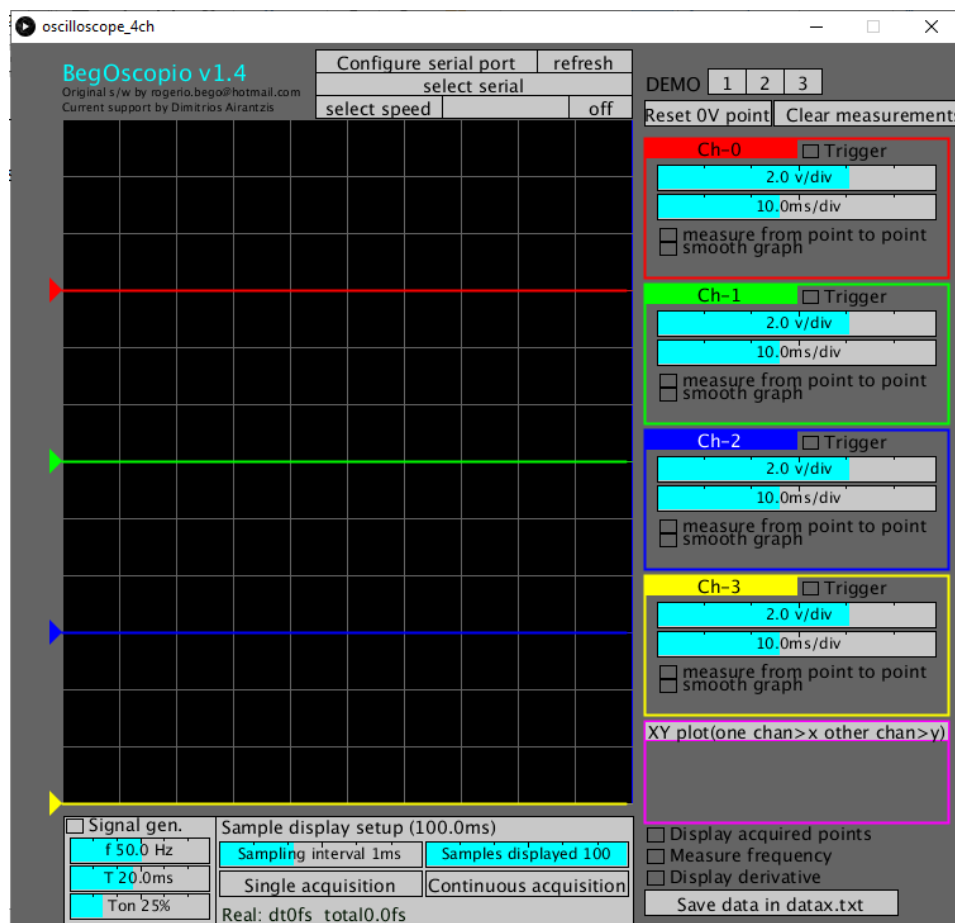 oscilloscope_4ch
BegOscopio v1.4
Original s/w by rogerio.bego@hotmail.com
Current support by Dimitrios Airantzis
Configure serial port
refresh
select serial
select speed
off
DEMO
1
2
3
Reset 0V point
Clear measurements
Ch-0
Trigger
2.0 v/div
10.0ms/div
measure from point to point
smooth graph
Ch-1
Trigger
2.0 v/div
10.0ms/div
measure from point to point
smooth graph
Ch-2
Trigger
2.0 v/div
10.0ms/div
measure from point to point
smooth graph
Ch-3
Trigger
2.0 v/div
10.0ms/div
measure from point to point
smooth graph
XY plot(one chan>x other chan>y)
Signal gen.
f 50.0 Hz
T 20.0ms
Ton 25%
Sample display setup (100.0ms)
Sampling interval 1ms
Samples displayed 100
Single acquisition
Continuous acquisition
Real: dt0fs total0.0fs
Display acquired points
Measure frequency
Display derivative
Save data in datax.txt